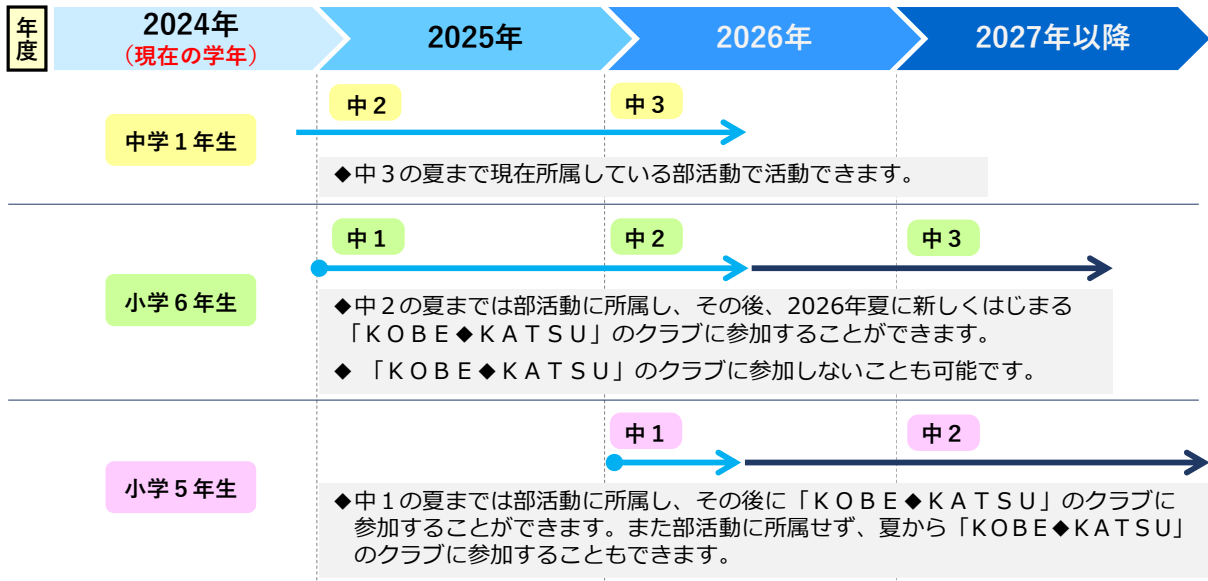 年度
2024年
（現在の学年）
2025年
2026年
2027年以降
中学１年生
中２
中３
◆中３の夏まで現在所属している部活動で活動できます。
小学６年生
中１
中２
中３
◆中２の夏までは部活動に所属し、その後、2026年夏に新しくはじまる
「ＫＯＢＥ◆ＫＡＴＳＵ」のクラブに参加することができます。
◆ 「ＫＯＢＥ◆ＫＡＴＳＵ」のクラブに参加しないことも可能です。
小学５年生
中１
中２
◆中１の夏までは部活動に所属し、その後に「ＫＯＢＥ◆ＫＡＴＳＵ」のクラブに
参加することができます。また部活動に所属せず、夏から「ＫＯＢＥ◆ＫＡＴＳＵ」
のクラブに参加することもできます。